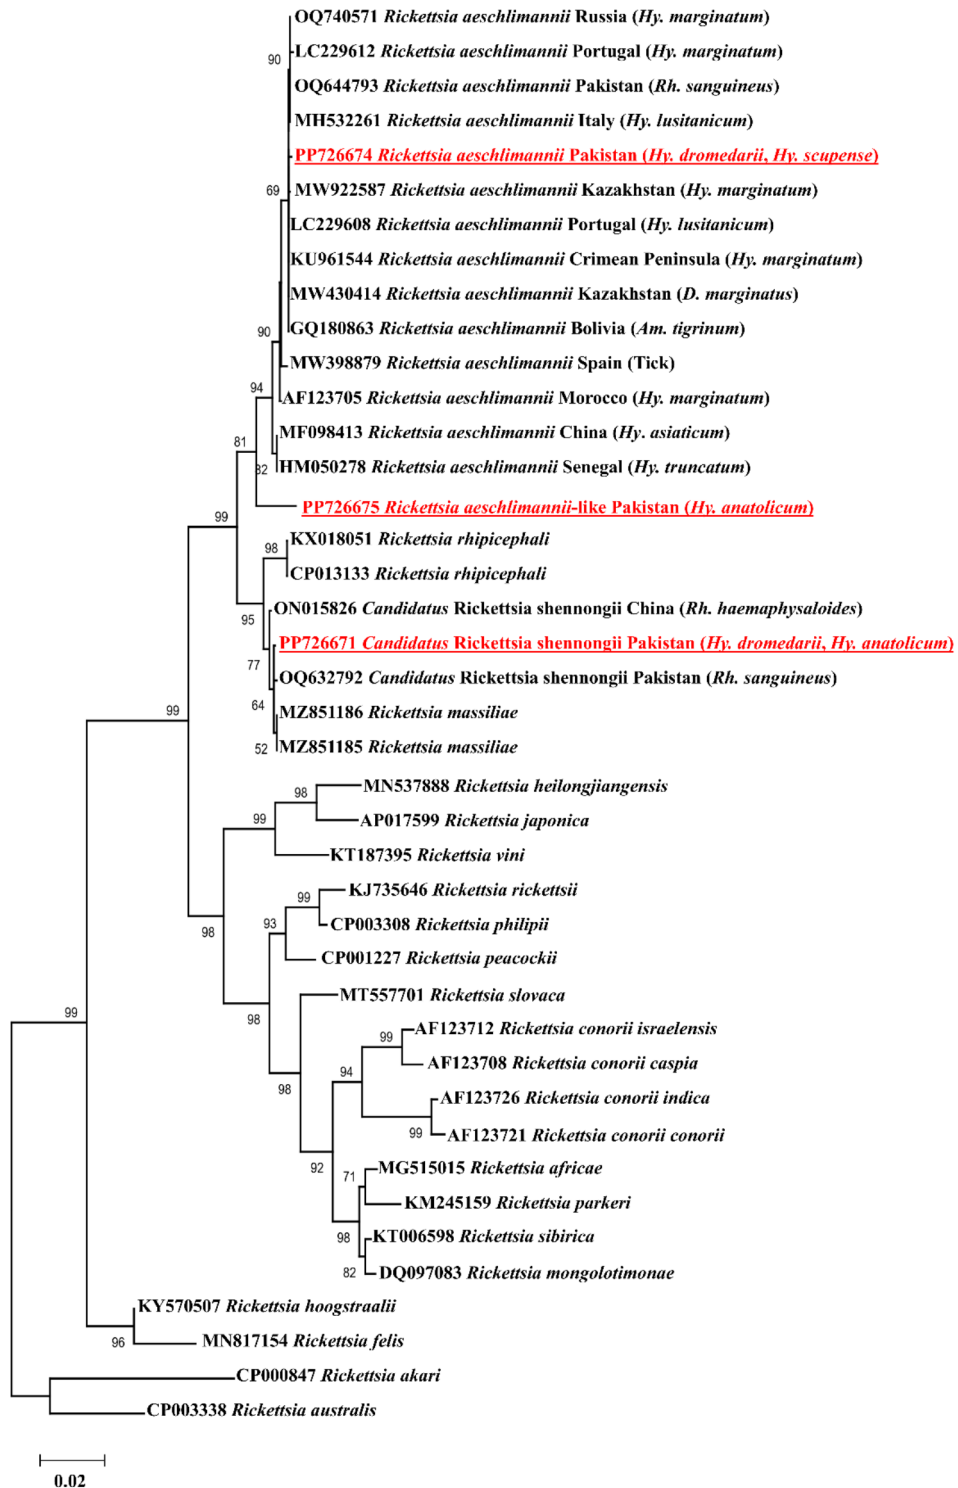 OQ740571 Rickettsia aeschlimannii Russia (Hy. marginatum)
LC229612 Rickettsia aeschlimannii Portugal (Hy. marginatum)
90
OQ644793 Rickettsia aeschlimannii Pakistan (Rh. sanguineus)
MH532261 Rickettsia aeschlimannii Italy (Hy. lusitanicum)
PP726674 Rickettsia aeschlimannii Pakistan (Hy. dromedarii, Hy. scupense)
69
MW922587 Rickettsia aeschlimannii Kazakhstan (Hy. marginatum)
LC229608 Rickettsia aeschlimannii Portugal (Hy. lusitanicum)
KU961544 Rickettsia aeschlimannii Crimean Peninsula (Hy. marginatum)
MW430414 Rickettsia aeschlimannii Kazakhstan (D. marginatus)
90
GQ180863 Rickettsia aeschlimannii Bolivia (Am. tigrinum)
MW398879 Rickettsia aeschlimannii Spain (Tick)
94
AF123705 Rickettsia aeschlimannii Morocco (Hy. marginatum)
MF098413 Rickettsia aeschlimannii China (Hy. asiaticum)
81
82
HM050278 Rickettsia aeschlimannii Senegal (Hy. truncatum)
PP726675 Rickettsia aeschlimannii-like Pakistan (Hy. anatolicum)
99
KX018051 Rickettsia rhipicephali
98
CP013133 Rickettsia rhipicephali
ON015826 Candidatus Rickettsia shennongii China (Rh. haemaphysaloides)
95
PP726671 Candidatus Rickettsia shennongii Pakistan (Hy. dromedarii, Hy. anatolicum)
77
OQ632792 Candidatus Rickettsia shennongii Pakistan (Rh. sanguineus)
64
MZ851186 Rickettsia massiliae
99
52
MZ851185 Rickettsia massiliae
MN537888 Rickettsia heilongjiangensis
98
AP017599 Rickettsia japonica
99
KT187395 Rickettsia vini
KJ735646 Rickettsia rickettsii
99
CP003308 Rickettsia philipii
93
98
CP001227 Rickettsia peacockii
MT557701 Rickettsia slovaca
99
98
AF123712 Rickettsia conorii israelensis
99
AF123708 Rickettsia conorii caspia
94
98
AF123726 Rickettsia conorii indica
99
AF123721 Rickettsia conorii conorii
92
MG515015 Rickettsia africae
71
KM245159 Rickettsia parkeri
98
KT006598 Rickettsia sibirica
82
DQ097083 Rickettsia mongolotimonae
KY570507 Rickettsia hoogstraalii
96
MN817154 Rickettsia felis
CP000847 Rickettsia akari
CP003338 Rickettsia australis
0.02